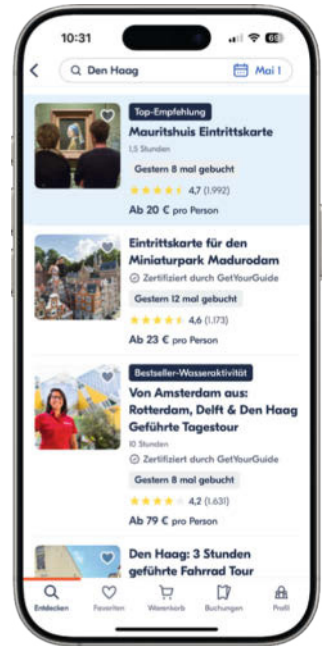 10:31
69
Den Haag
Mai 1
Top-Empfehlung
Mauritshuis Eintrittskarte
1,5 Stunden
Gestern 8 mal gebucht
4,7 (1.992)
Ab 20 € pro Person
Eintrittskarte für den
Miniaturpark Madurodam
Zertifiziert durch GetYourGuide
Gestern 12 mal gebucht
4,6 (1.173)
Ab 23 € pro Person
Bestseller-Wasseraktivität
Von Amsterdam aus:
Rotterdam, Delft & Den Haag
Geführte Tagestour
10 Stunden
Zertifiziert durch GetYourGuide
Gestern 8 mal gebucht
4,2 (1.631)
Ab 79 € pro Person
Den Haag: 3 Stunden
geführte Fahrrad Tour
Entdecken
Favoriten
Warenkorb
Buchungen
Profil